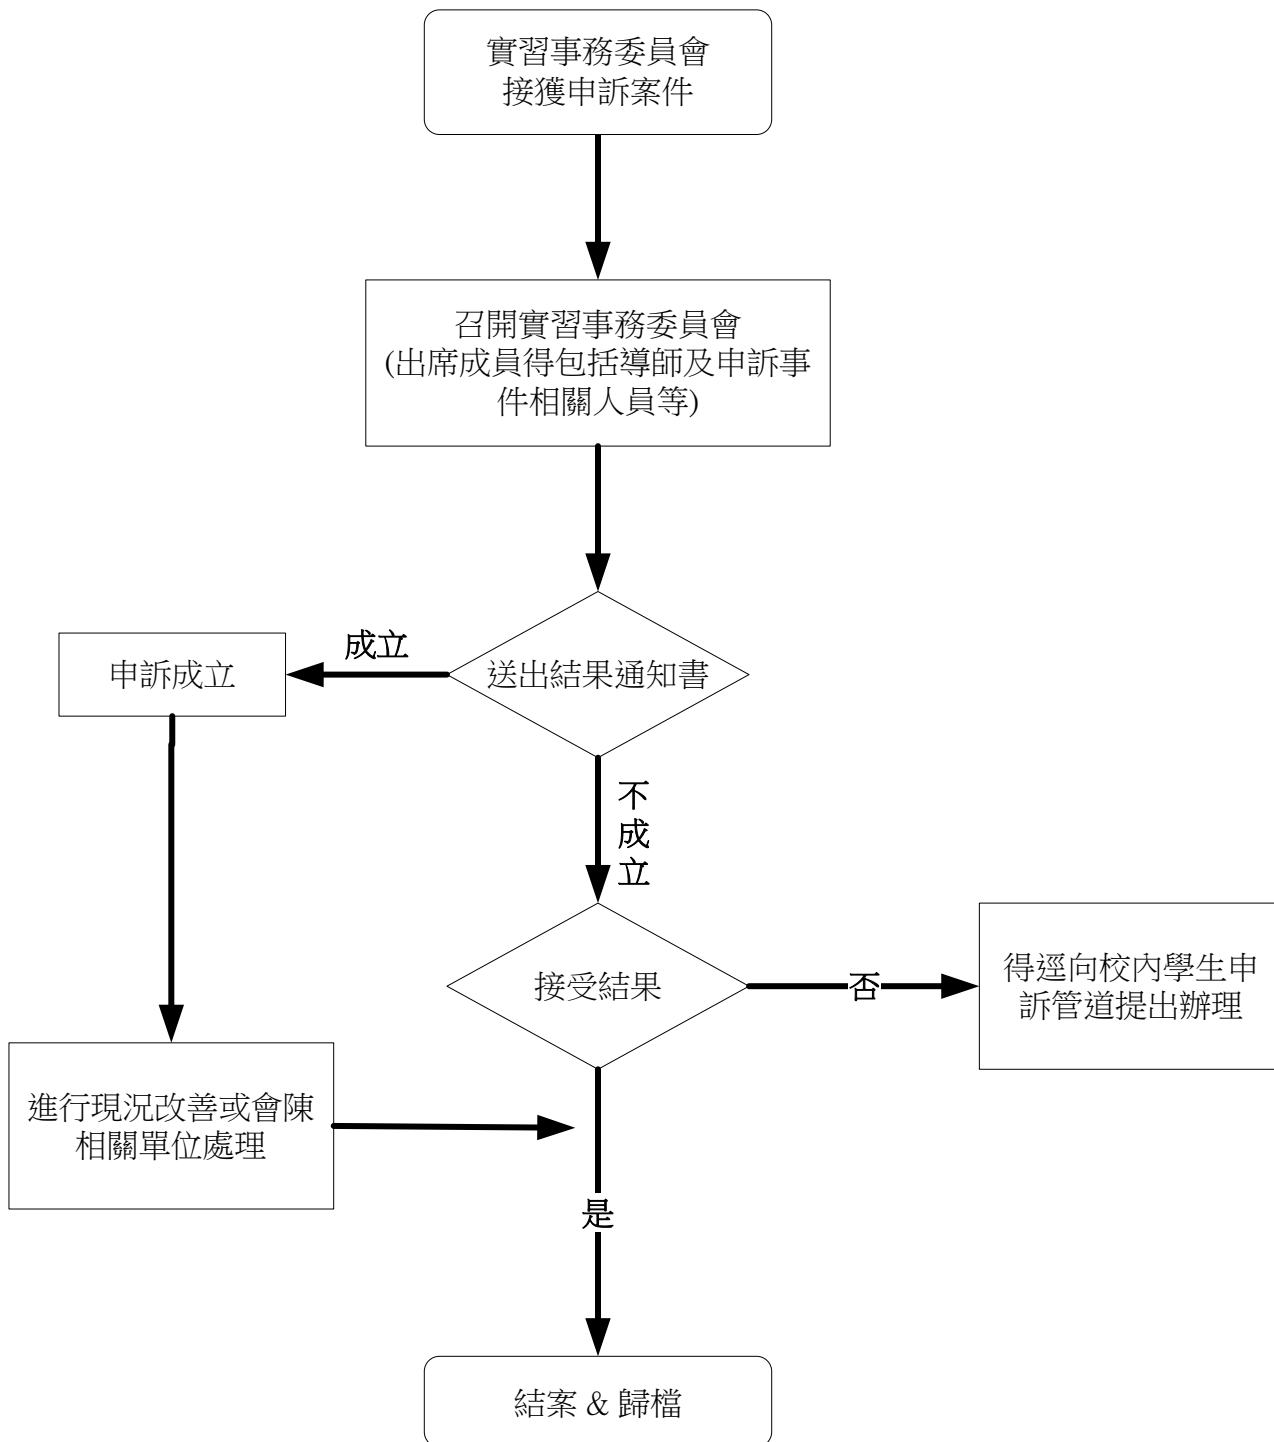 實習事務委員會
接獲申訴案件
召開實習事務委員會
(出席成員得包括導師及申訴事
件相關人員等)
成立
申訴成立
送出結果通知書
不
成
立
接受結果
否
得逕向校內學生申
訴管道提出辦理
進行現況改善或會陳
相關單位處理
是
結案 & 歸檔